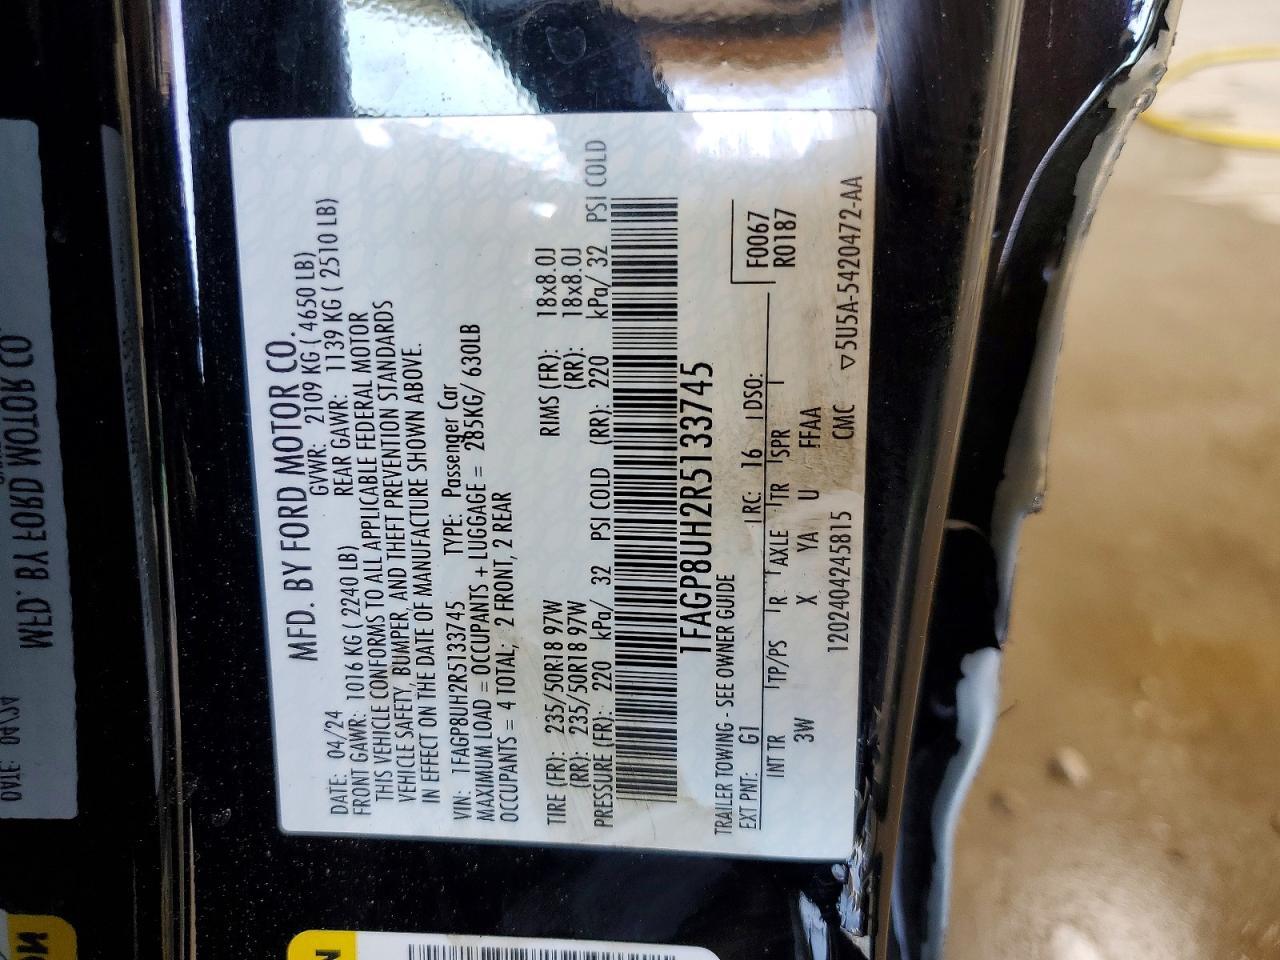 MFD. BY FORD MOTOR CO.
DATE: 04/24 GVWR: 2109 KG ( 4650 LB)
FRONT GAWR: 1016 KG ( 2240 LB) REAR GAWR: 1139 KG ( 2510 LB)
THIS VEHICLE CONFORMS TO ALL APPLICABLE FEDERAL MOTOR
VEHICLE SAFETY, BUMPER, AND THEFT PREVENTION STANDARDS
IN EFFECT ON THE DATE OF MANUFACTURE SHOWN ABOVE.
VIN: 1FAGP8UH2R5133745 TYPE: Passenger Car
MAXIMUM LOAD = OCCUPANTS + LUGGAGE = 285KG/ 630LB
OCCUPANTS = 4 TOTAL; 2 FRONT, 2 REAR
TIRE (FR): 235/50R18 97W RIMS (FR): 18x8.0J
(RR): 235/50R18 97W (RR): 18x8.0J
PRESSURE (FR): 220 kPa/ 32 PSI COLD (RR): 220 kPa/ 32 PSI COLD
1FAGP8UH2R5133745
TRAILER TOWING - SEE OWNER GUIDE
EXT PNT: G1 RC: 16 DSO: F0067
R0187
INT TR TP/PS R AXLE TR SPR
3W X YA U FFAA
12024042458​15 CMC ▽5U5A-5420472-AA
MFD. BY FORD MOTOR CO.
DATE: